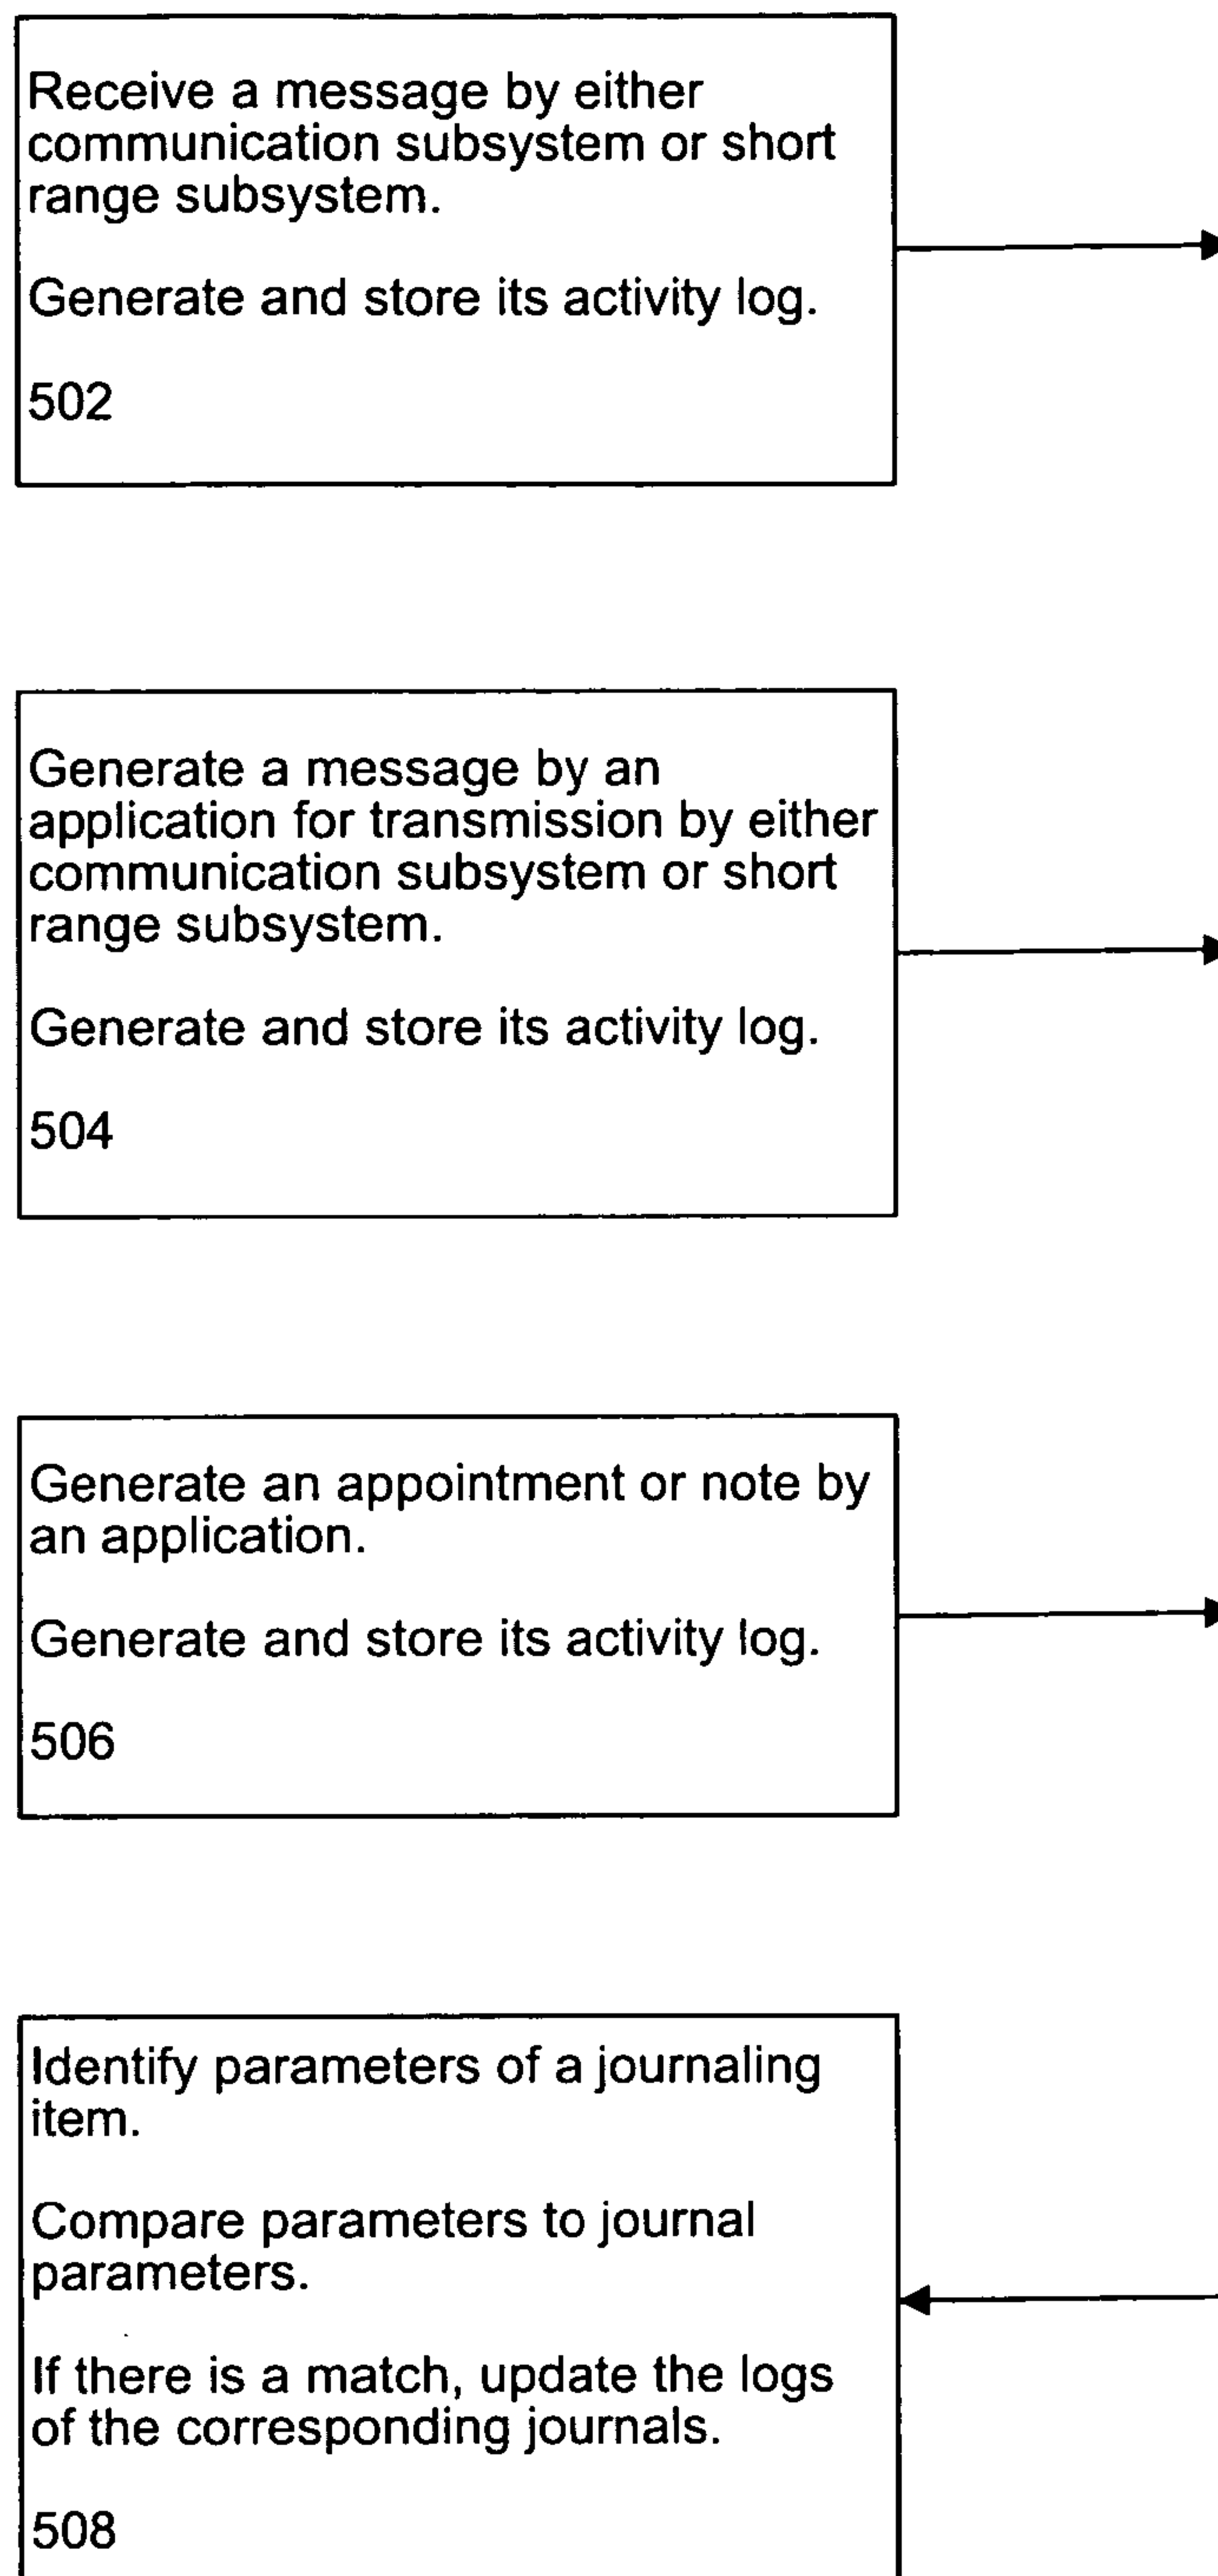 Receive a message by either
communication subsystem or short
range subsystem.
Generate and store its activity log.
502
Generate a message by an
application for transmission by either
communication subsystem or short
range subsystem.
Generate and store its activity log.
504
Generate an appointment or note by
an application.
Generate and store its activity log.
506
Identify parameters of a journaling
item.
Compare parameters to journal
parameters.
If there is a match, update the logs
of the corresponding journals.
508